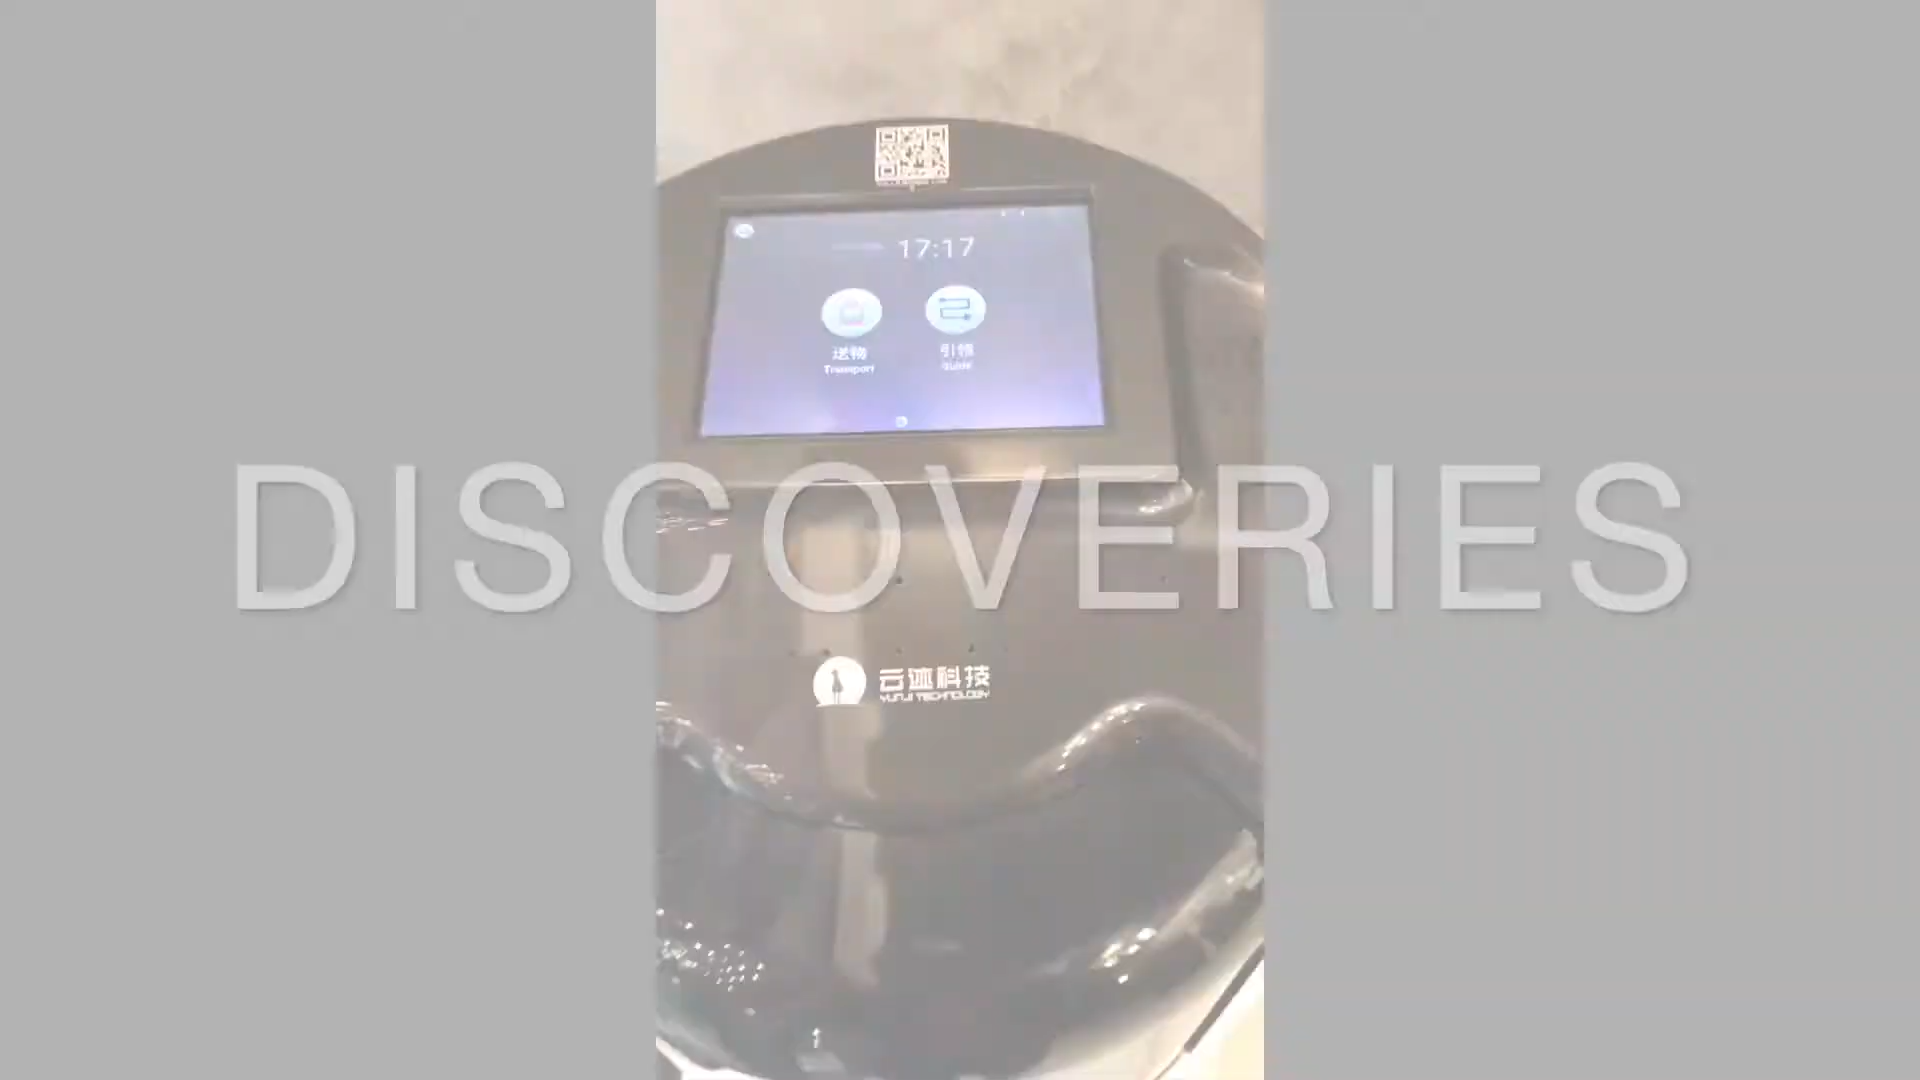 17:17
送物
Transport
引领
Guide
DISCOVERIES
云迹科技
YUNJI TECHNOLOGY